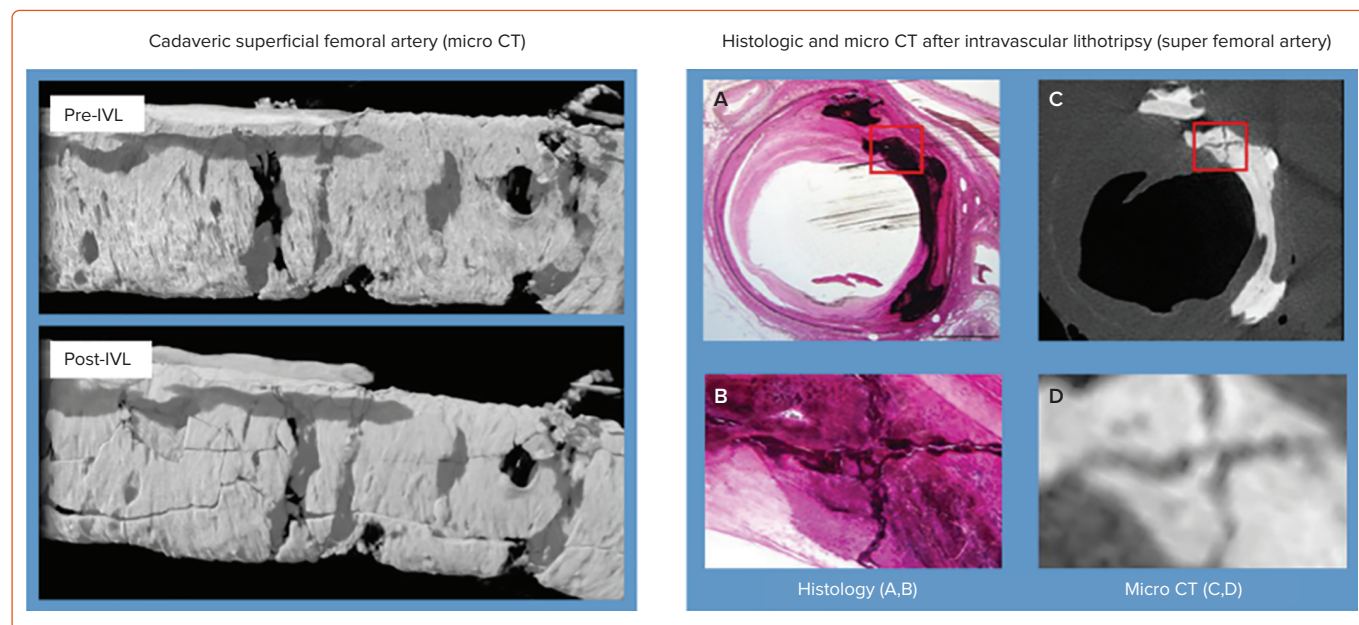 Cadaveric superficial femoral artery (micro CT)
Pre-IVL
Post-IVL
Histologic and micro CT after intravascular lithotripsy (super femoral artery)
A
C
B
D
Histology (A,B)
Micro CT (C,D)